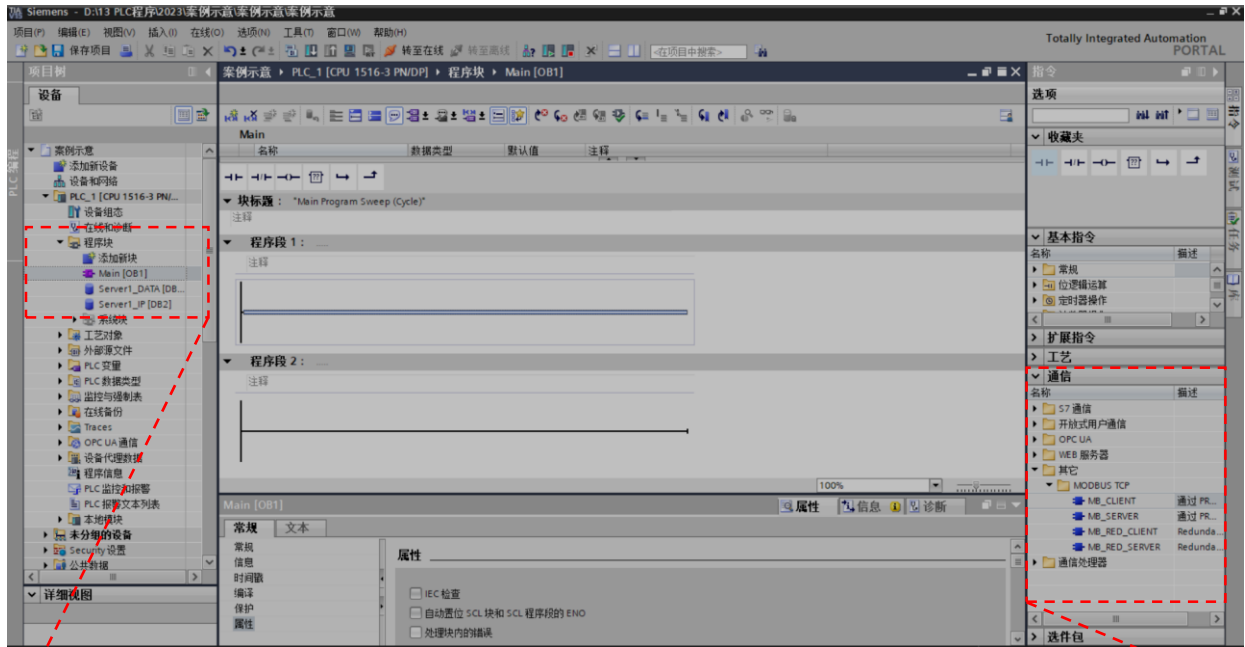 Siemens - D:\13 PLC程序\2023\案例示意\案例示意\案例示意
项目(P) 编辑(E) 视图(V) 插入(I) 在线(O) 选项(N) 工具(T) 窗口(W) 帮助(H)
Totally Integrated Automation
PORTAL
保存项目 转至在线 转至离线 <在项目中搜索>
项目树
设备
PLC 编程
案例示意
添加新设备
设备和网络
PLC_1 [CPU 1516-3 PN/...
设备组态
在线和诊断
程序块
添加新块
Main [OB1]
Server1_DATA [DB...
Server1_IP [DB2]
系统块
工艺对象
外部源文件
PLC 变量
PLC 数据类型
监控与强制表
在线备份
Traces
OPC UA 通信
设备代理数据
程序信息
PLC 监控和报警
PLC 报警文本列表
本地模块
未分组的设备
Security 设置
公共数据
详细视图
案例示意 PLC_1 [CPU 1516-3 PN/DP] 程序块 Main [OB1]
Main
名称 数据类型 默认值 注释
块标题： "Main Program Sweep (Cycle)"
注释
程序段 1： ......
注释
程序段 2： ......
注释
100%
Main [OB1]
属性 信息 诊断
常规 文本
常规
信息
时间戳
编译
保护
属性
属性
IEC 检查
自动置位 SCL 块和 SCL 程序段的 ENO
处理块内的错误
指令
选项
收藏夹
基本指令
名称 描述
常规
位逻辑运算
定时器操作
扩展指令
工艺
通信
名称 描述
S7 通信
开放式用户通信
OPC UA
WEB 服务器
其它
MODBUS TCP
MB_CLIENT 通过 PR...
MB_SERVER 通过 PR...
MB_RED_CLIENT Redunda...
MB_RED_SERVER Redunda...
通信处理器
选件包
测试
任务
库